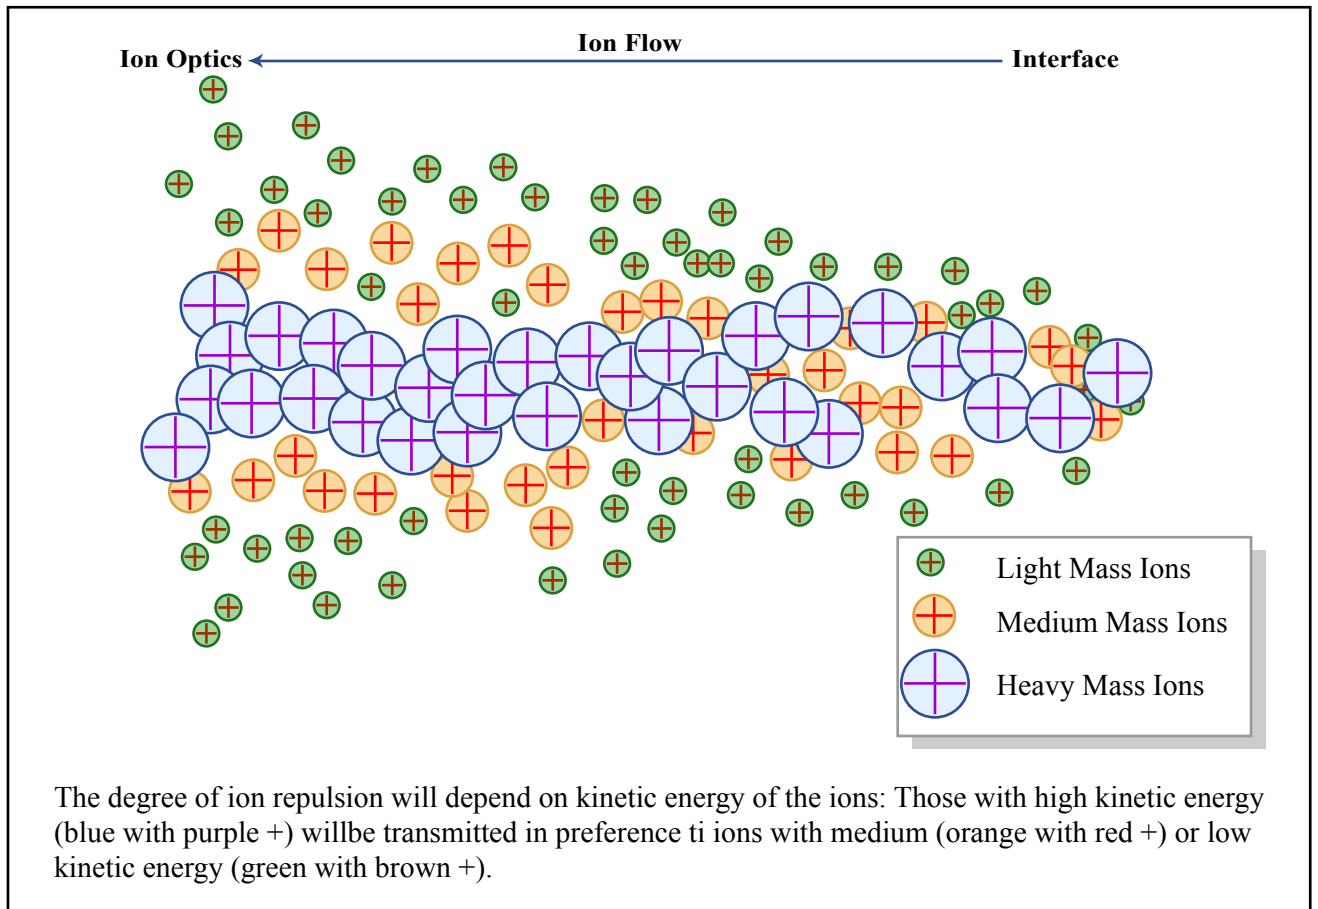 Ion Flow
Ion Optics
Interface
Light Mass Ions
Medium Mass Ions
Heavy Mass Ions
The degree of ion repulsion will depend on kinetic energy of the ions: Those with high kinetic energy
(blue with purple +) willbe transmitted in preference ti ions with medium (orange with red +) or low
kinetic energy (green with brown +).